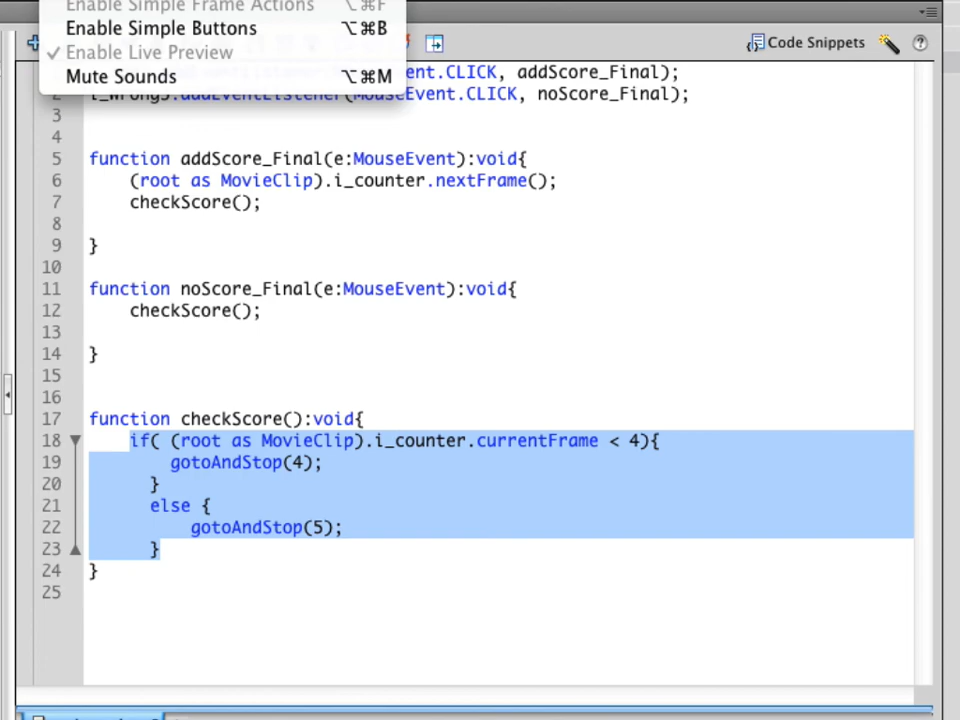 Enable Simple Frame Actions ⌥⌘F
Enable Simple Buttons ⌥⌘B
✓ Enable Live Preview
Mute Sounds ⌥⌘M
Code Snippets
ent.CLICK, addScore_Final);
2 i_wrong3.addEventListener(MouseEvent.CLICK, noScore_Final);
3
4
5 function addScore_Final(e:MouseEvent):void{
6 (root as MovieClip).i_counter.nextFrame();
7 checkScore();
8
9 }
10
11 function noScore_Final(e:MouseEvent):void{
12 checkScore();
13
14 }
15
16
17 function checkScore():void{
18 if( (root as MovieClip).i_counter.currentFrame < 4){
19 gotoAndStop(4);
20 }
21 else {
22 gotoAndStop(5);
23 }
24 }
25